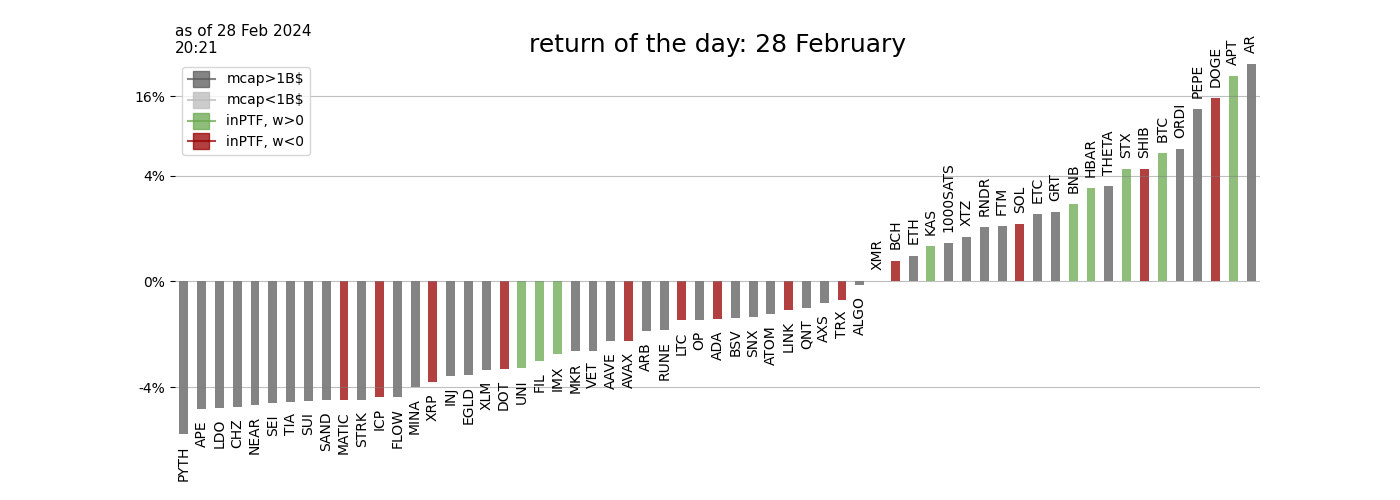 as of 28 Feb 2024
20:21
return of the day: 28 February
mcap>1B$
mcap<1B$
inPTF, w>0
inPTF, w<0
16%
4%
0%
-4%
PYTH
APE
LDO
CHZ
NEAR
SEI
TIA
SUI
SAND
MATIC
STRK
ICP
FLOW
MINA
XRP
INJ
EGLD
XLM
DOT
UNI
FIL
IMX
MKR
VET
AAVE
AVAX
ARB
RUNE
LTC
OP
ADA
BSV
SNX
ATOM
LINK
QNT
AXS
TRX
ALGO
XMR
BCH
ETH
KAS
1000SATS
XTZ
RNDR
FTM
SOL
ETC
GRT
BNB
HBAR
THETA
STX
SHIB
BTC
ORDI
PEPE
DOGE
APT
AR